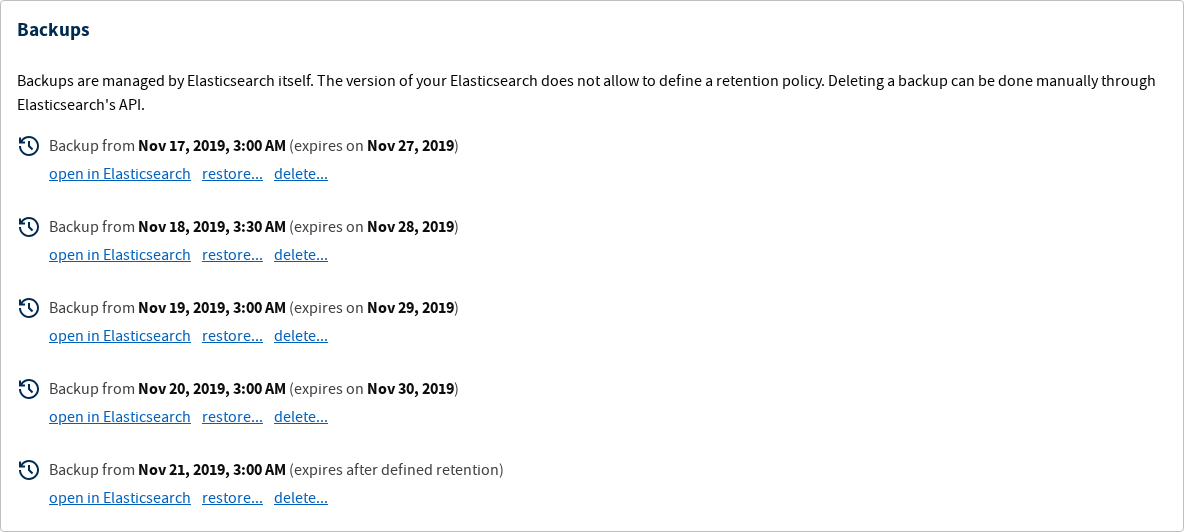 Backups
Backups are managed by Elasticsearch itself. The version of your Elasticsearch does not allow to define a retention policy. Deleting a backup can be done manually through
Elasticsearch's API.
Backup from Nov 17, 2019, 3:00 AM (expires on Nov 27, 2019)
open in Elasticsearch restore... delete...
Backup from Nov 18, 2019, 3:30 AM (expires on Nov 28, 2019)
open in Elasticsearch restore... delete...
Backup from Nov 19, 2019, 3:00 AM (expires on Nov 29, 2019)
open in Elasticsearch restore... delete...
Backup from Nov 20, 2019, 3:00 AM (expires on Nov 30, 2019)
open in Elasticsearch restore... delete...
Backup from Nov 21, 2019, 3:00 AM (expires after defined retention)
open in Elasticsearch restore... delete...